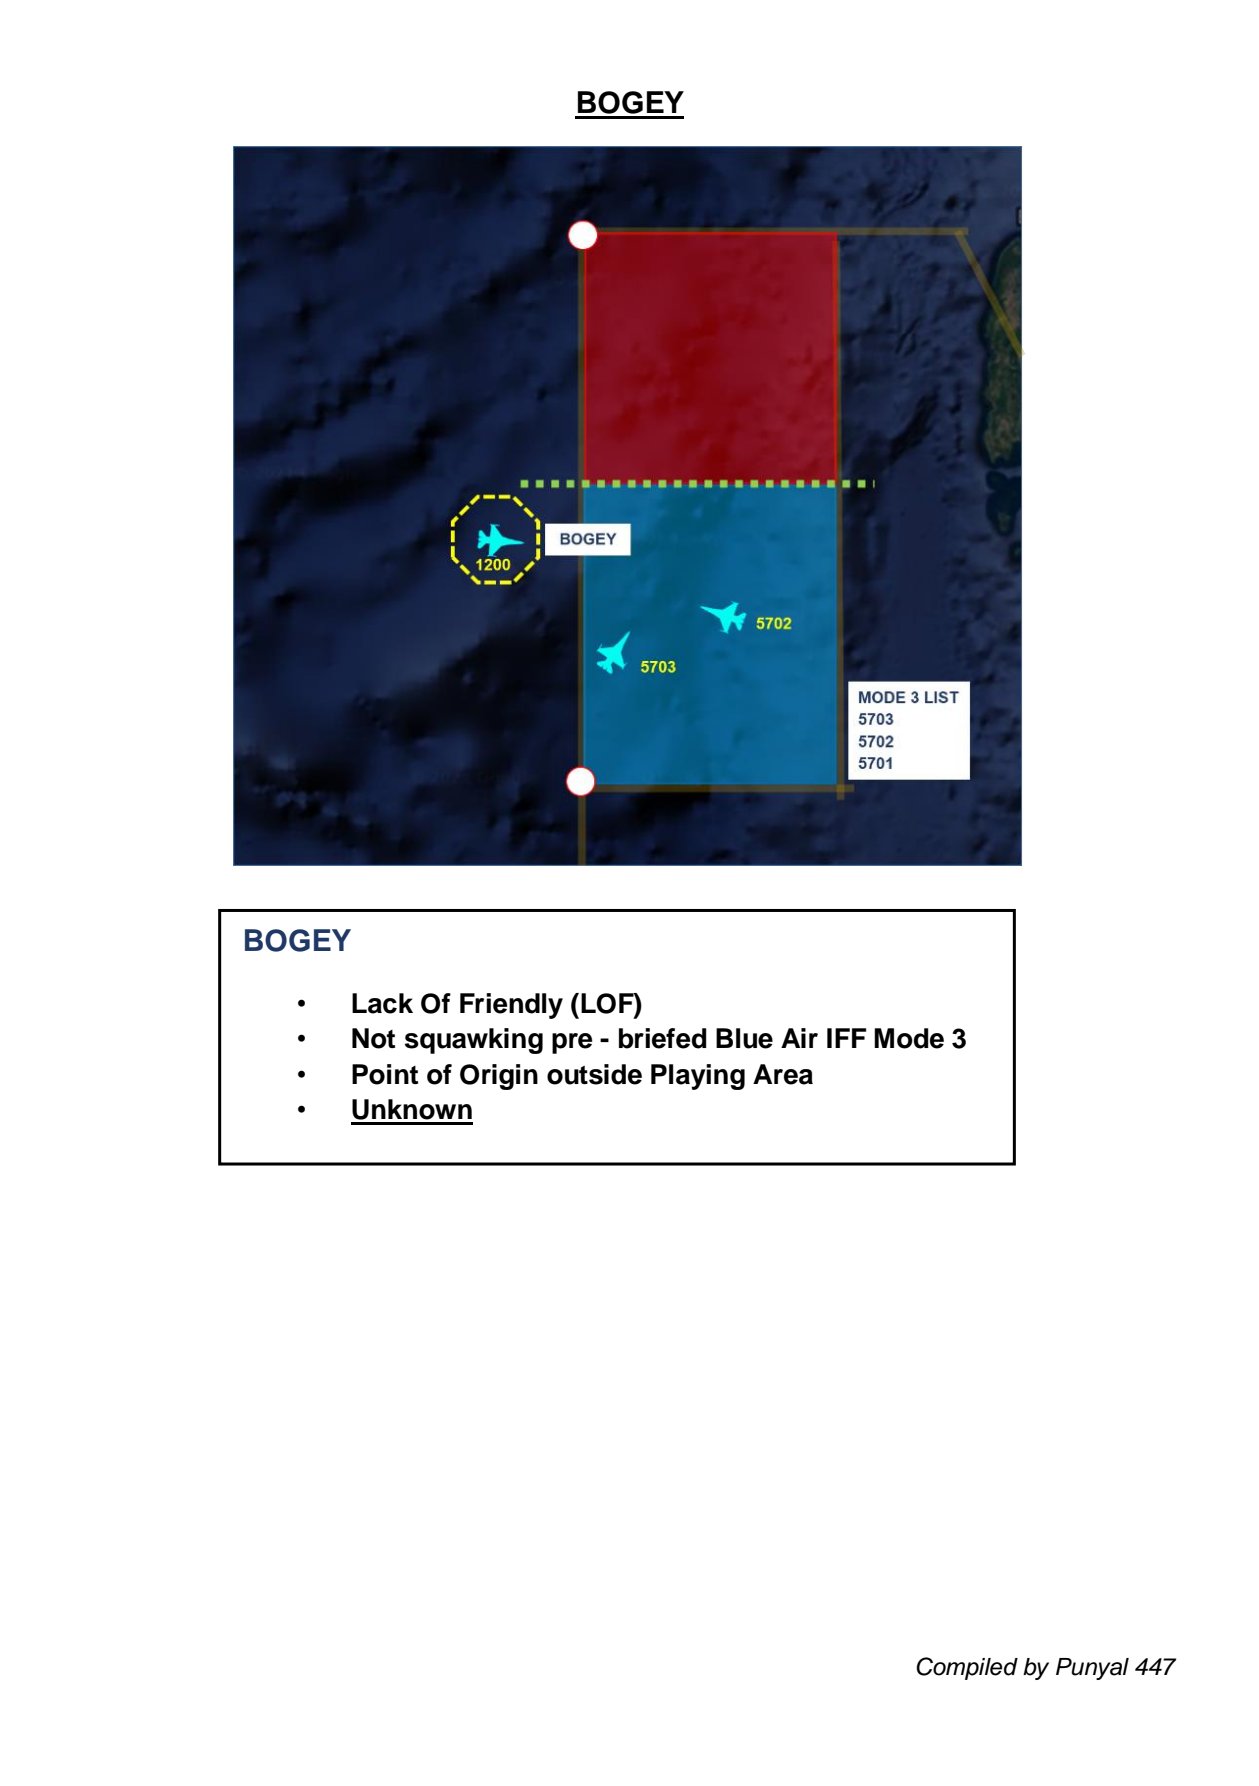 BOGEY
BOGEY
1200
5702
5703
MODE 3 LIST
5703
5702
5701
BOGEY
• Lack Of Friendly (LOF)
• Not squawking pre - briefed Blue Air IFF Mode 3
• Point of Origin outside Playing Area
• Unknown
Compiled by Punyal 447